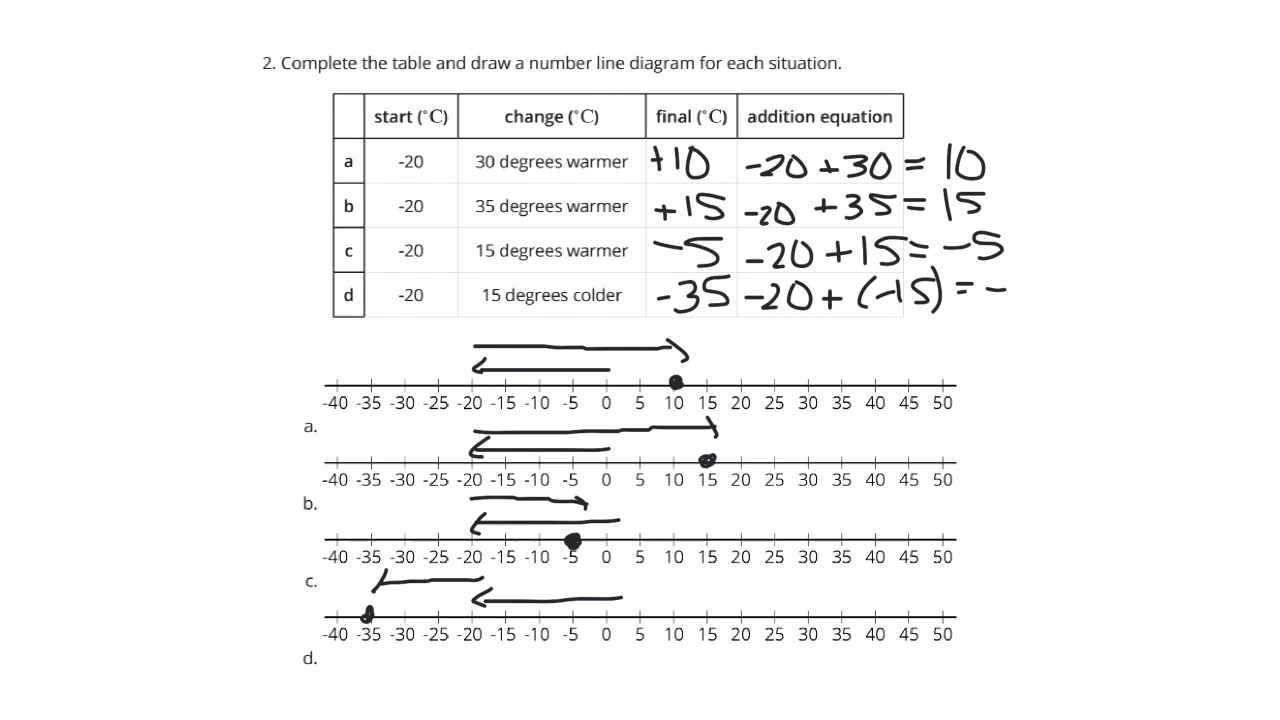 2. Complete the table and draw a number line diagram for each situation.
start (°C) change (°C) final (°C) addition equation
a -20 30 degrees warmer +10 -20 +30 = 10
b -20 35 degrees warmer +15 -20 +35 = 15
c -20 15 degrees warmer -5 -20 +15 = -5
d -20 15 degrees colder -35 -20 + (-15) = -
-40 -35 -30 -25 -20 -15 -10 -5 0 5 10 15 20 25 30 35 40 45 50
a.
-40 -35 -30 -25 -20 -15 -10 -5 0 5 10 15 20 25 30 35 40 45 50
b.
-40 -35 -30 -25 -20 -15 -10 -5 0 5 10 15 20 25 30 35 40 45 50
c.
-40 -35 -30 -25 -20 -15 -10 -5 0 5 10 15 20 25 30 35 40 45 50
d.